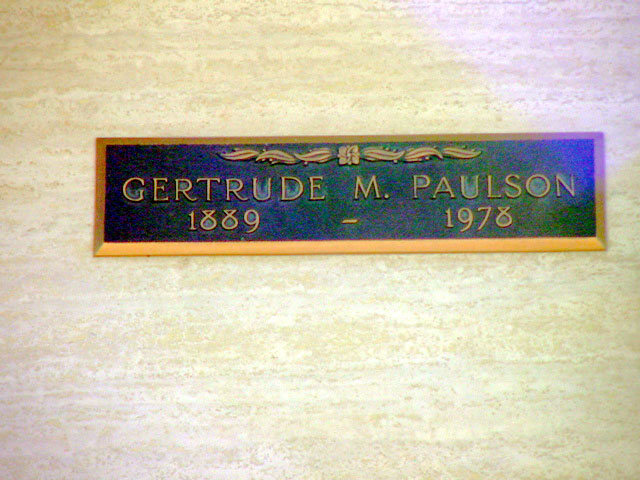 GERTRUDE M. PAULSON
1889 – 1978